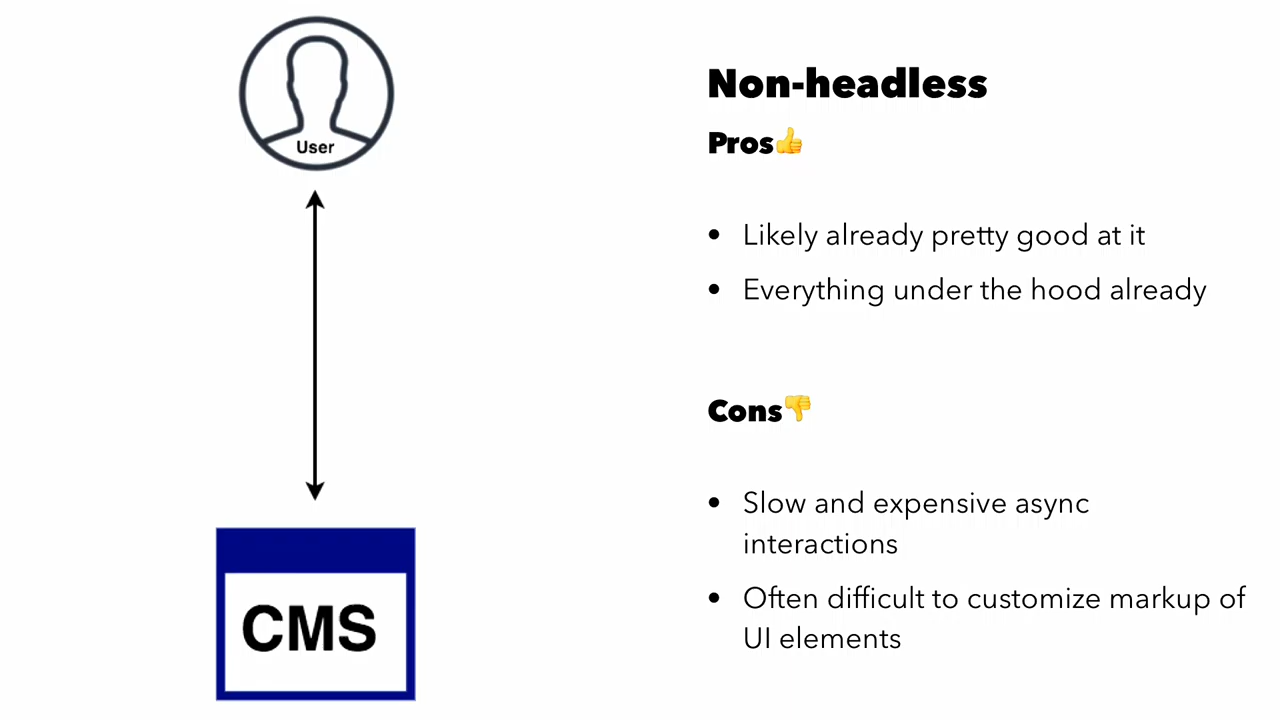 User
CMS
Non-headless
Pros👍
• Likely already pretty good at it
• Everything under the hood already
Cons👎
• Slow and expensive async
interactions
• Often difficult to customize markup of
UI elements